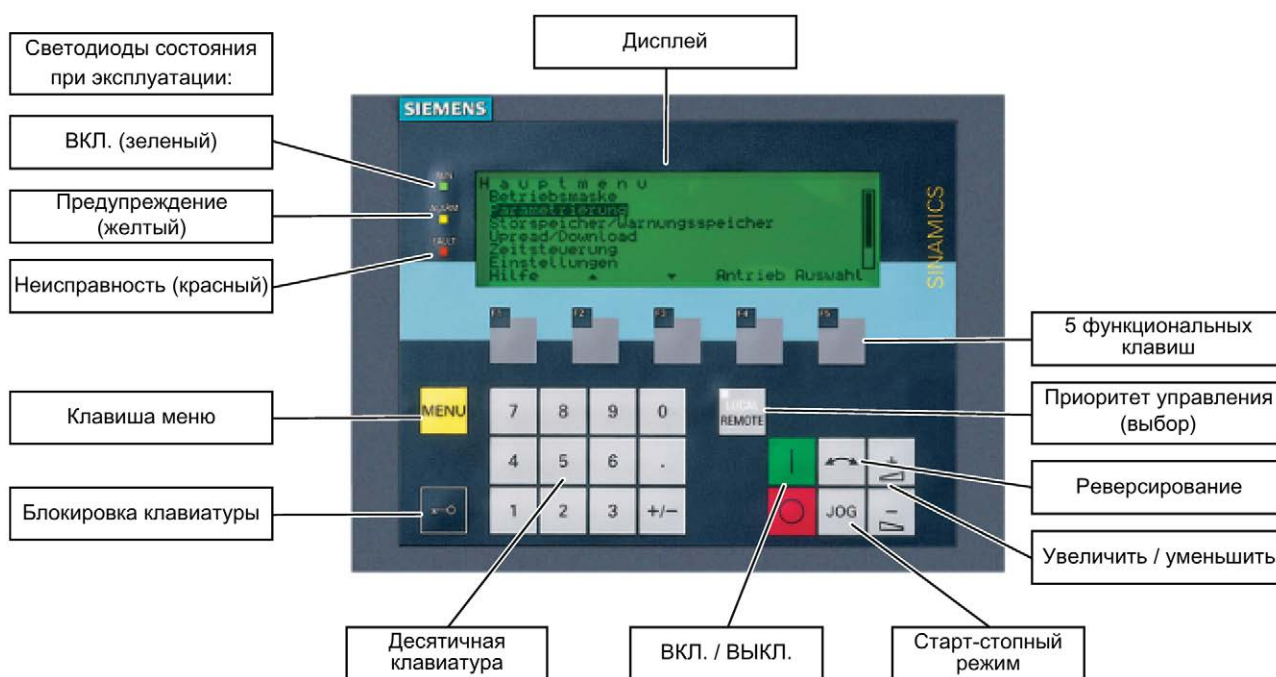 Дисплей
Светодиоды состояния
при эксплуатации:
ВКЛ. (зеленый)
Предупреждение
(желтый)
Неисправность (красный)
Клавиша меню
Блокировка клавиатуры
SIEMENS
RUN
ALARM
FAULT
Hauptmenu
Betriebsmaske
Parametrierung
Störspeicher/Warnungsspeicher
Upread/Download
Zeitsteuerung
Einstellungen
Hilfe Antrieb Auswahl
SINAMICS
F1 F2 F3 F4 F5
MENU
7 8 9 0
LOCAL
REMOTE
4 5 6 .
1 2 3 +/-
JOG
+
-
5 функциональных
клавиш
Приоритет управления
(выбор)
Реверсирование
Увеличить / уменьшить
Десятичная
клавиатура
ВКЛ. / ВЫКЛ.
Старт-стопный
режим